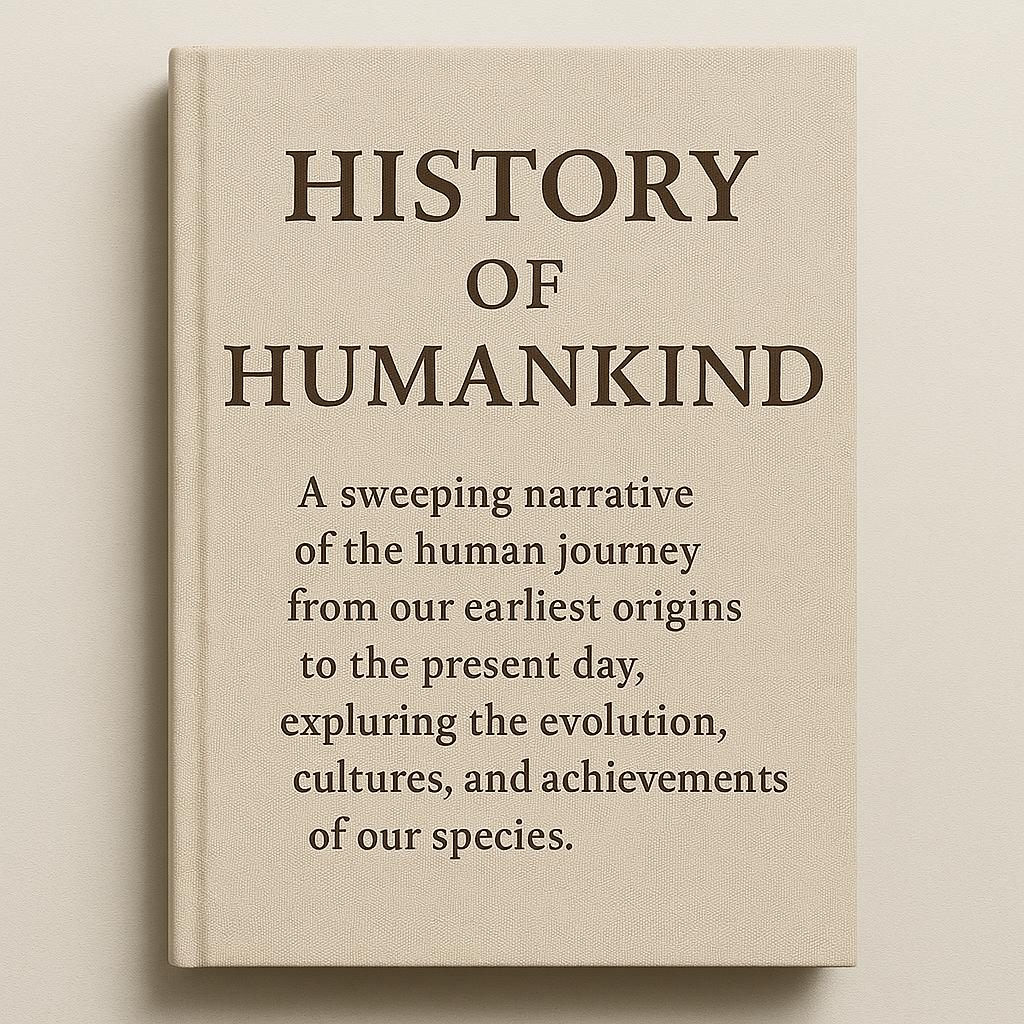 HISTORY
OF
HUMANKIND
A sweeping narrative
of the human journey
from our earliest origins
to the present day,
expluring the evolution,
cultures, and achievements
of our species.